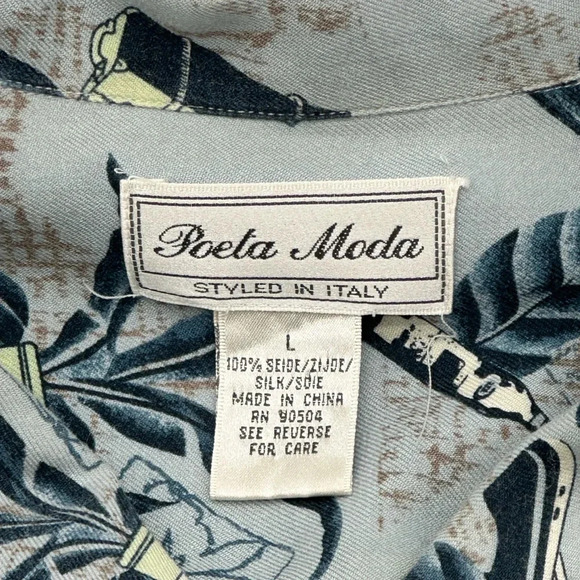 Poeta Moda
STYLED IN ITALY
L
100% SEIDE/ZIJDE/
SILK/SOIE
MADE IN CHINA
RN 90504
SEE REVERSE
FOR CARE